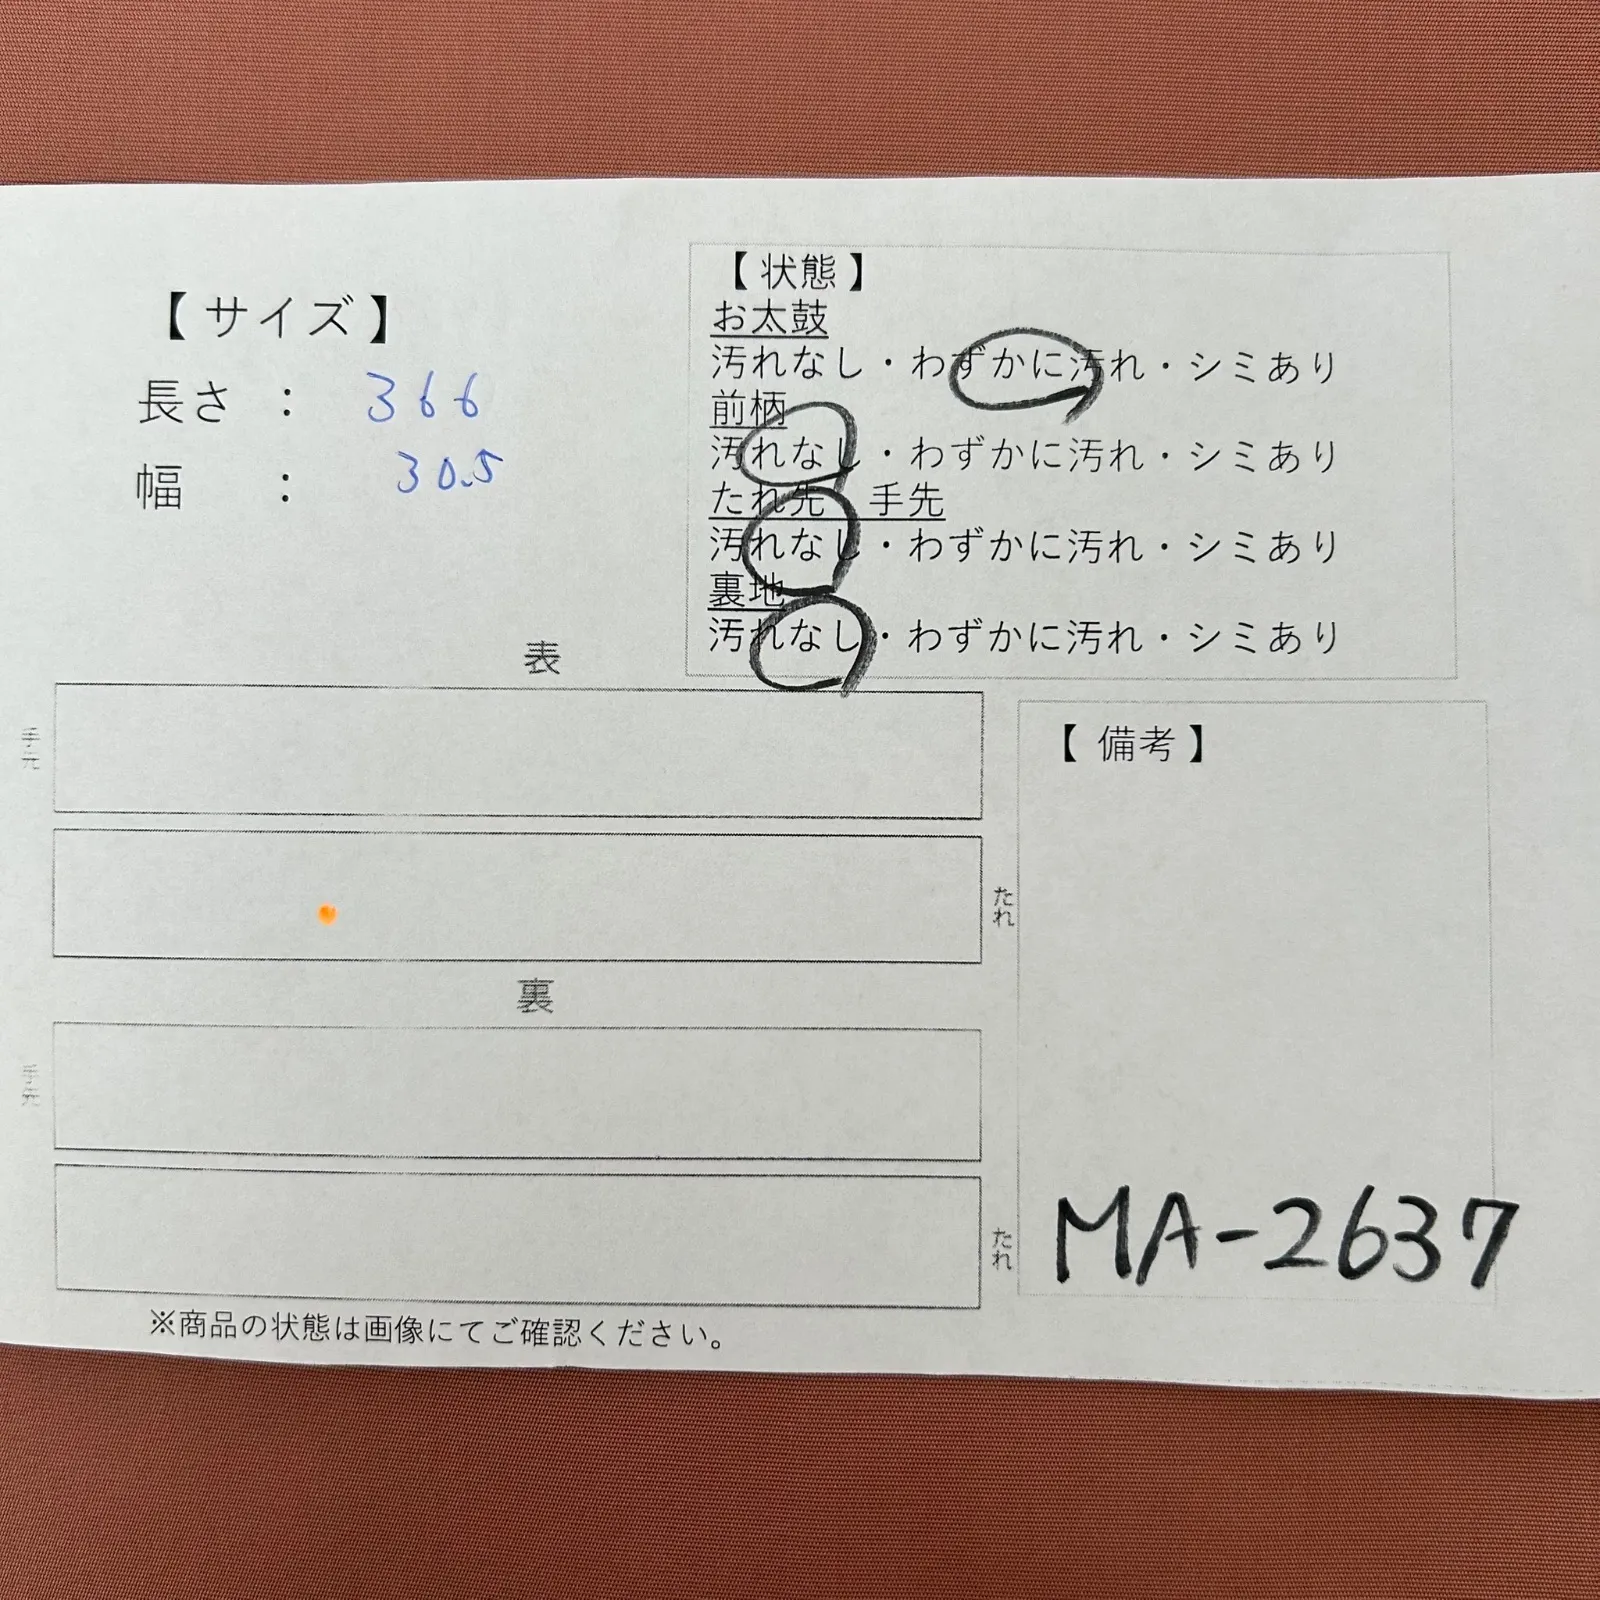 【サイズ】
長さ : 366
幅 : 30.5
【状態】
お太鼓
汚れなし・わずかに汚れ・シミあり
前柄
汚れなし・わずかに汚れ・シミあり
たれ先 手先
汚れなし・わずかに汚れ・シミあり
裏地
汚れなし・わずかに汚れ・シミあり
表
手先
たれ
裏
手先
たれ
【備考】
MA-2637
※商品の状態は画像にてご確認ください。